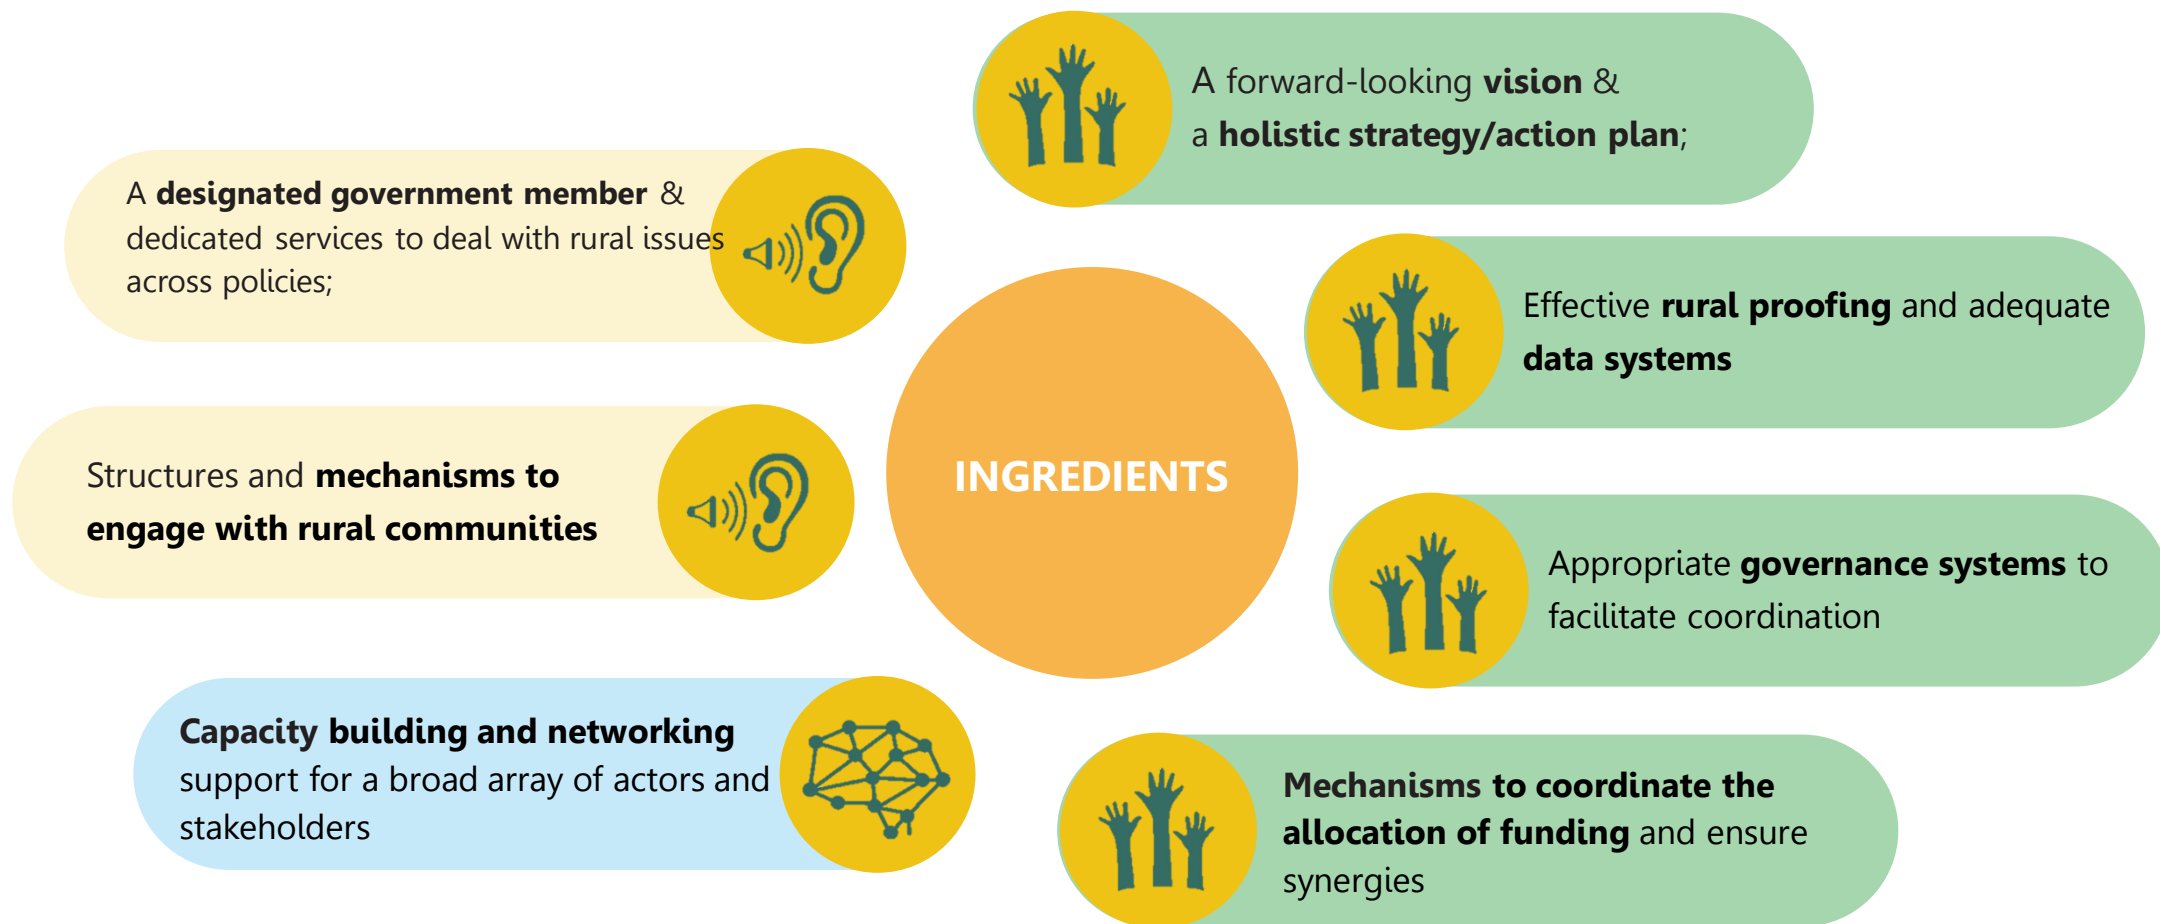 A forward-looking vision &
a holistic strategy/action plan;
A designated government member &
dedicated services to deal with rural issues
across policies;
Effective rural proofing and adequate
data systems
INGREDIENTS
Structures and mechanisms to
engage with rural communities
Appropriate governance systems to
facilitate coordination
Capacity building and networking
support for a broad array of actors and
stakeholders
Mechanisms to coordinate the
allocation of funding and ensure
synergies